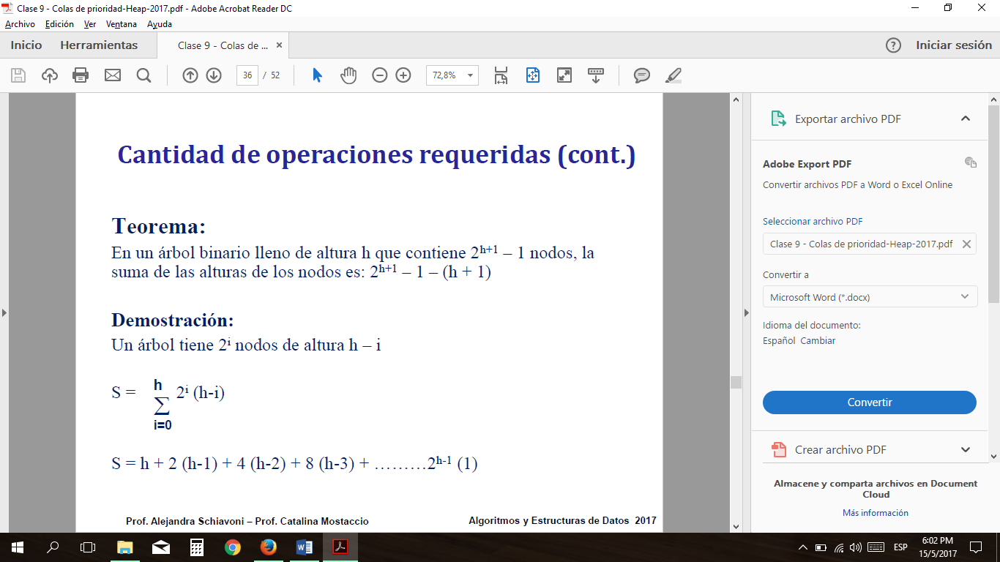 Clase 9 - Colas de prioridad-Heap-2017.pdf - Adobe Acrobat Reader DC
Archivo Edición Ver Ventana Ayuda
Inicio Herramientas Clase 9 - Colas de ... × ? Iniciar sesión
36 / 52 72,8%
Cantidad de operaciones requeridas (cont.)
Teorema:
En un árbol binario lleno de altura h que contiene 2ʰ⁺¹ – 1 nodos, la
suma de las alturas de los nodos es: 2ʰ⁺¹ – 1 – (h + 1)
Demostración:
Un árbol tiene 2ⁱ nodos de altura h – i
h
S = ∑ 2ⁱ (h-i)
i=0
S = h + 2 (h-1) + 4 (h-2) + 8 (h-3) + ………2ʰ⁻¹ (1)
Prof. Alejandra Schiavoni – Prof. Catalina Mostaccio Algoritmos y Estructuras de Datos 2017
Exportar archivo PDF
Adobe Export PDF
Convertir archivos PDF a Word o Excel Online
Seleccionar archivo PDF
Clase 9 - Colas de prioridad-Heap-2017.pdf
Convertir a
Microsoft Word (*.docx)
Idioma del documento:
Español Cambiar
Convertir
Crear archivo PDF
Almacene y comparta archivos en Document
Cloud
Más información
ESP
6:02 PM
15/5/2017